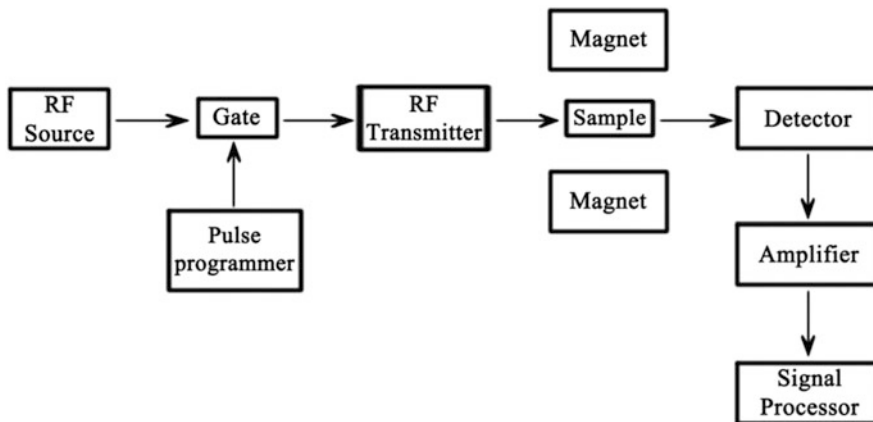 Magnet
RF
Source
Gate
RF
Transmitter
Sample
Detector
Magnet
Pulse
programmer
Amplifier
Signal
Processor